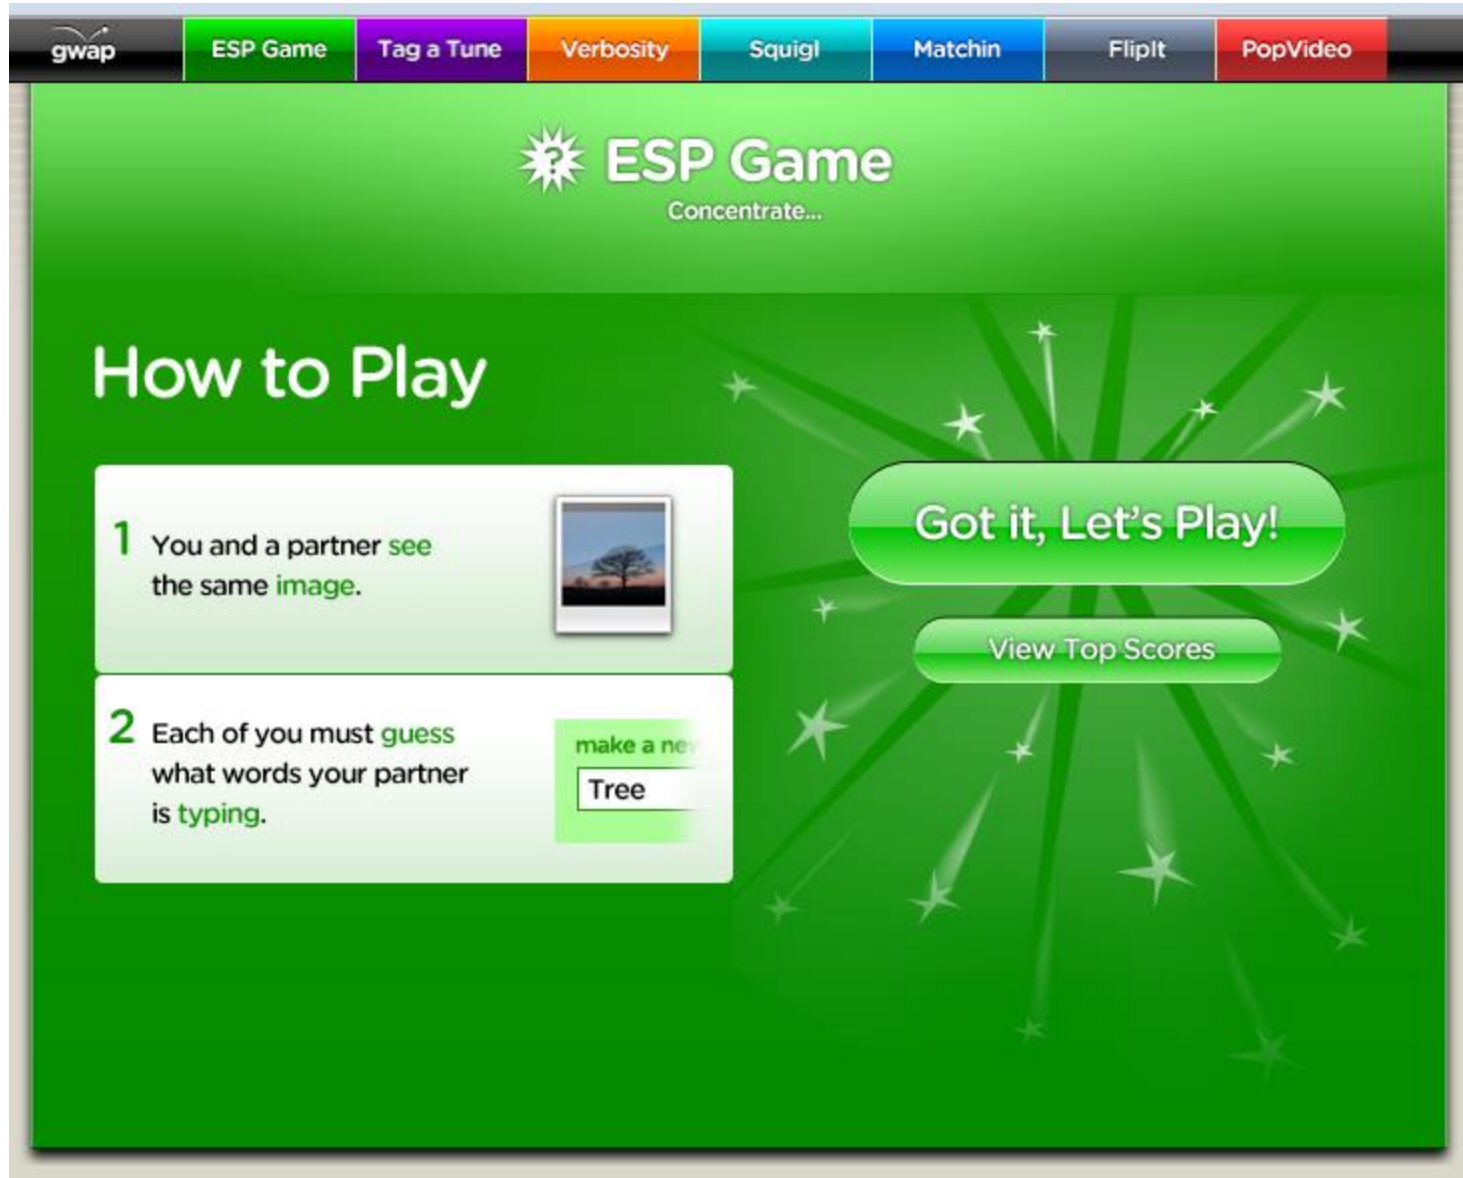 gwap
ESP Game
Tag a Tune
Verbosity
Squigl
Matchin
FlipIt
PopVideo
?
ESP Game
Concentrate...
How to Play
1
You and a partner see
the same image.
2
Each of you must guess
what words your partner
is typing.
make a new
Tree
Got it, Let's Play!
View Top Scores